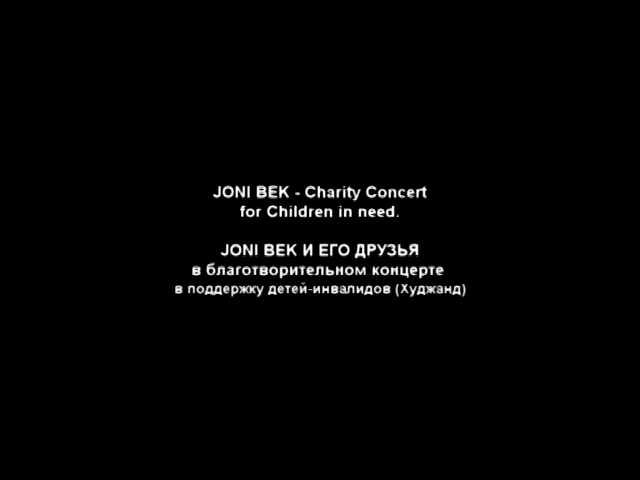 JONI BEK - Charity Concert
for Children in need.
JONI BEK И ЕГО ДРУЗЬЯ
в благотворительном концерте
в поддержку детей-инвалидов (Худжанд)